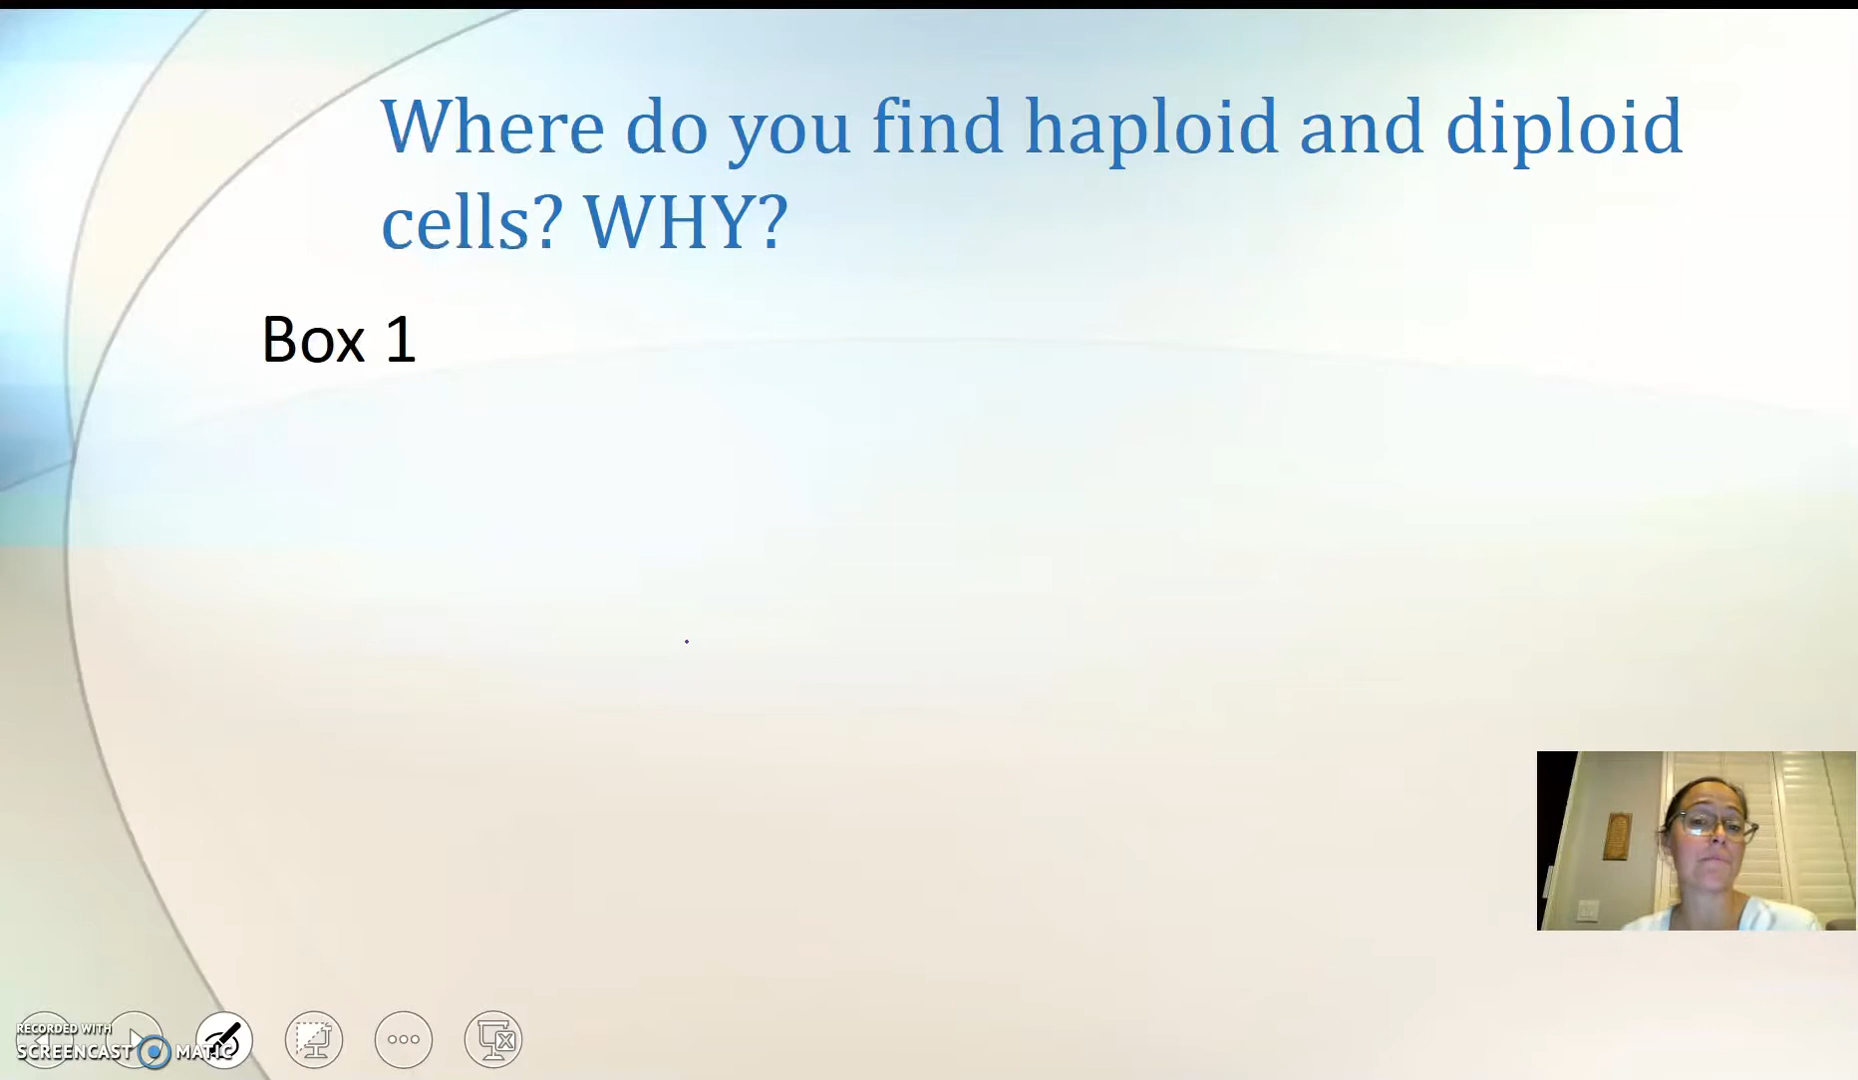 Where do you find haploid and diploid
cells? WHY?
Box 1
RECORDED WITH
SCREENCAST MATIC